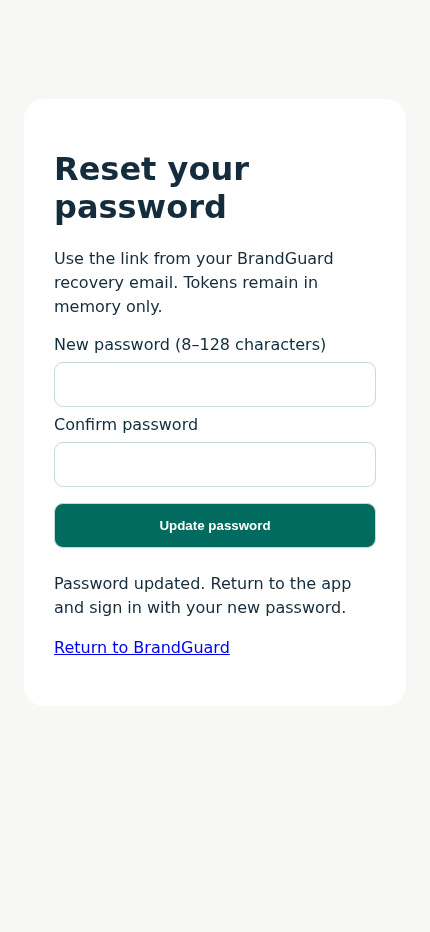 Reset your
password
Use the link from your BrandGuard
recovery email. Tokens remain in
memory only.
New password (8–128 characters)
Confirm password
Update password
Password updated. Return to the app
and sign in with your new password.
Return to BrandGuard